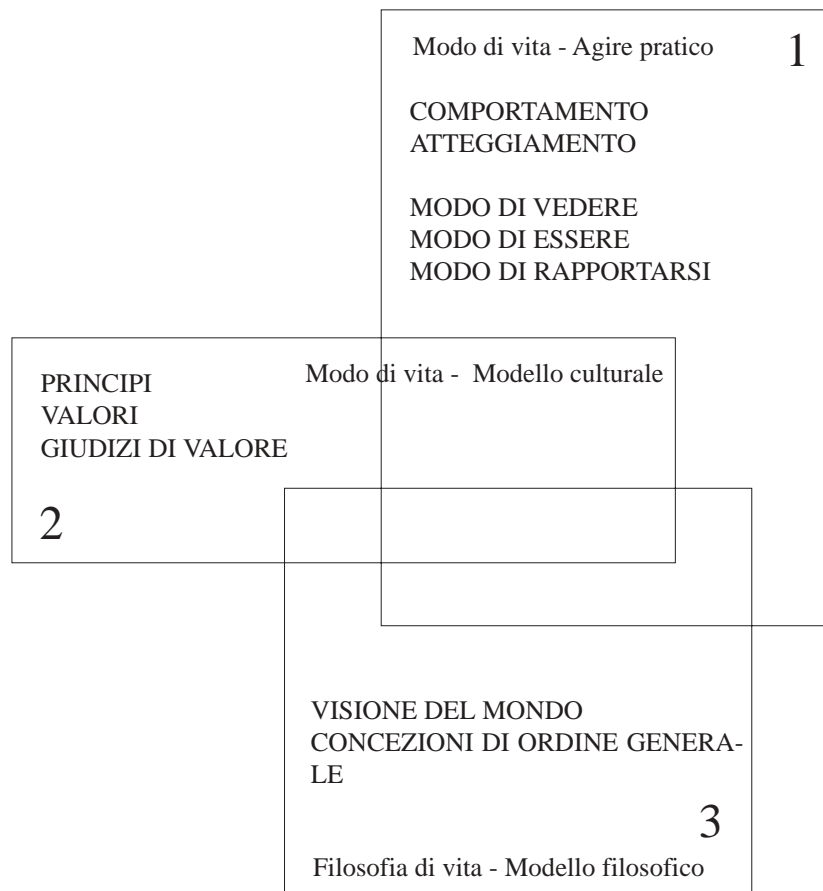 Modo di vita - Agire pratico 1
COMPORTAMENTO
ATTEGGIAMENTO
MODO DI VEDERE
MODO DI ESSERE
MODO DI RAPPORTARSI
Modo di vita - Modello culturale
PRINCIPI
VALORI
GIUDIZI DI VALORE
2
VISIONE DEL MONDO
CONCEZIONI DI ORDINE GENERA-
LE
3
Filosofia di vita - Modello filosofico